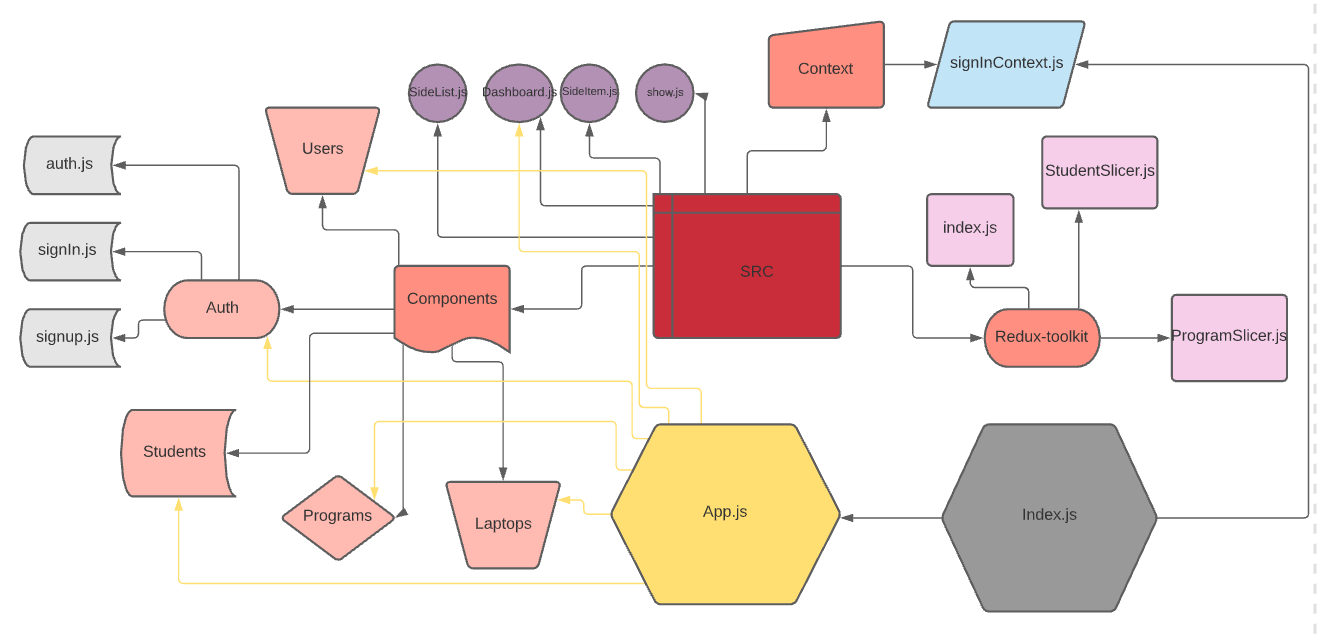 Context
signInContext.js
SideList.js
Dashboard.js
SideItem.js
show.js
Users
auth.js
StudentSlicer.js
index.js
signIn.js
SRC
Components
Auth
signup.js
Redux-toolkit
ProgramSlicer.js
Students
Programs
Laptops
App.js
Index.js